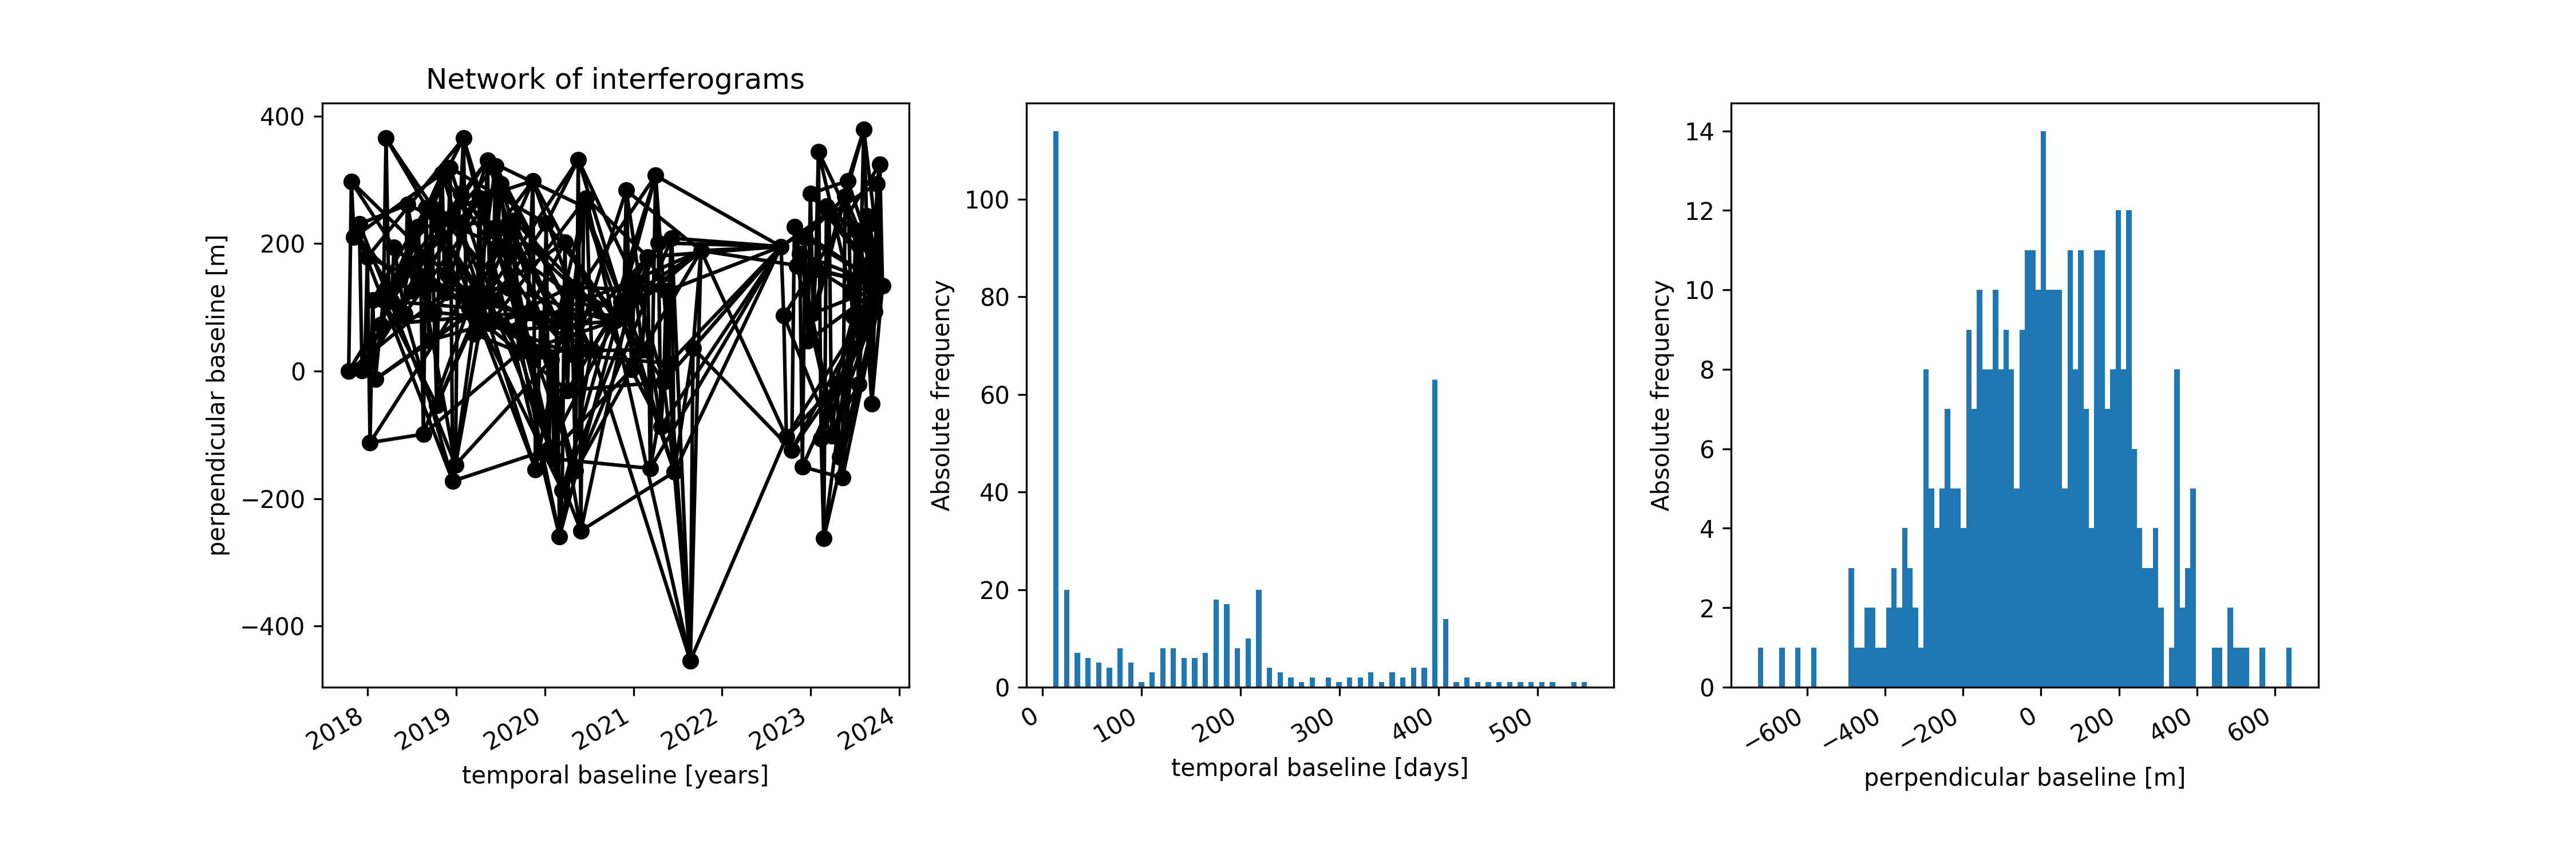 Network of interferograms
400
200
0
−200
−400
perpendicular baseline [m]
2018 2019 2020 2021 2022 2023 2024
temporal baseline [years]
100
80
60
40
20
0
Absolute frequency
0 100 200 300 400 500
temporal baseline [days]
14
12
10
8
6
4
2
0
Absolute frequency
−600 −400 −200 0 200 400 600
perpendicular baseline [m]